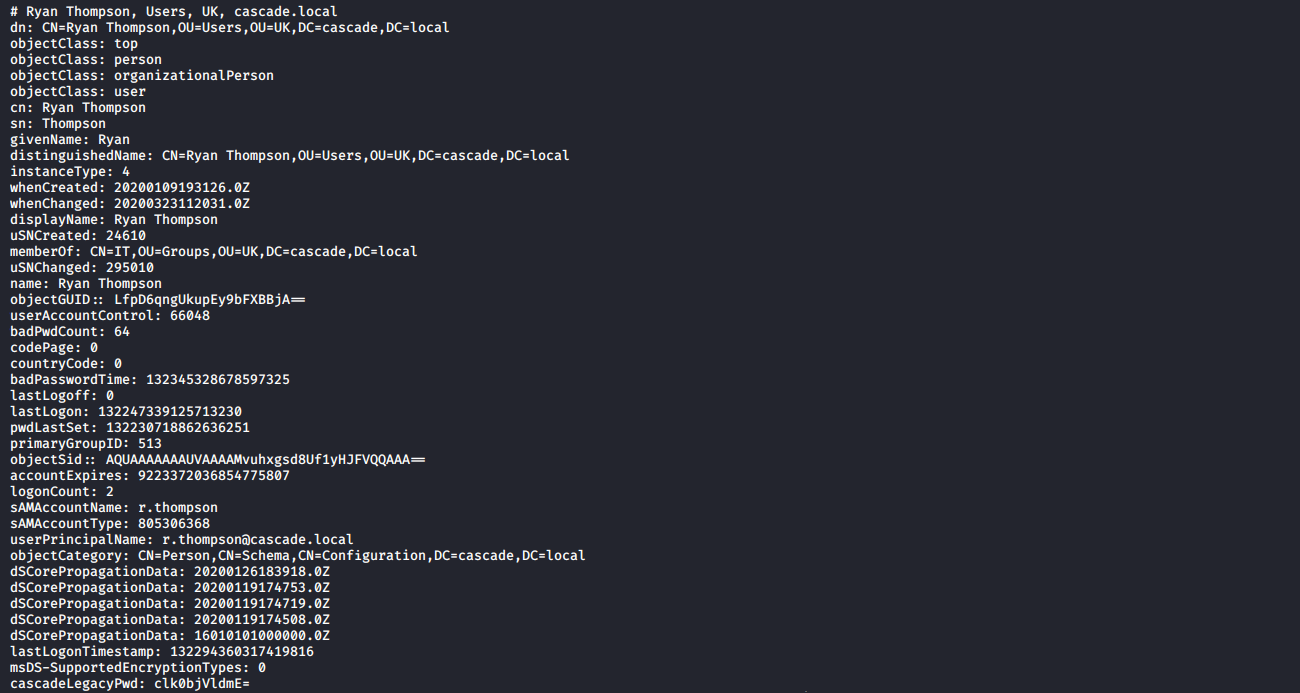 # Ryan Thompson, Users, UK, cascade.local
dn: CN=Ryan Thompson,OU=Users,OU=UK,DC=cascade,DC=local
objectClass: top
objectClass: person
objectClass: organizationalPerson
objectClass: user
cn: Ryan Thompson
sn: Thompson
givenName: Ryan
distinguishedName: CN=Ryan Thompson,OU=Users,OU=UK,DC=cascade,DC=local
instanceType: 4
whenCreated: 20200109193126.0Z
whenChanged: 20200323112031.0Z
displayName: Ryan Thompson
uSNCreated: 24610
memberOf: CN=IT,OU=Groups,OU=UK,DC=cascade,DC=local
uSNChanged: 295010
name: Ryan Thompson
objectGUID:: LfpD6qngUkupEy9bFXBBjA==
userAccountControl: 66048
badPwdCount: 64
codePage: 0
countryCode: 0
badPasswordTime: 132345328678597325
lastLogoff: 0
lastLogon: 132247339125713230
pwdLastSet: 132230718862636251
primaryGroupID: 513
objectSid:: AQUAAAAAAAUVAAAAMvuhxgsd8Uf1yHJFVQQAAA==
accountExpires: 9223372036854775807
logonCount: 2
sAMAccountName: r.thompson
sAMAccountType: 805306368
userPrincipalName: r.thompson@cascade.local
objectCategory: CN=Person,CN=Schema,CN=Configuration,DC=cascade,DC=local
dSCorePropagationData: 20200126183918.0Z
dSCorePropagationData: 20200119174753.0Z
dSCorePropagationData: 20200119174719.0Z
dSCorePropagationData: 20200119174508.0Z
dSCorePropagationData: 16010101000000.0Z
lastLogonTimestamp: 132294360317419816
msDS-SupportedEncryptionTypes: 0
cascadeLegacyPwd: clk0bjVldmE=